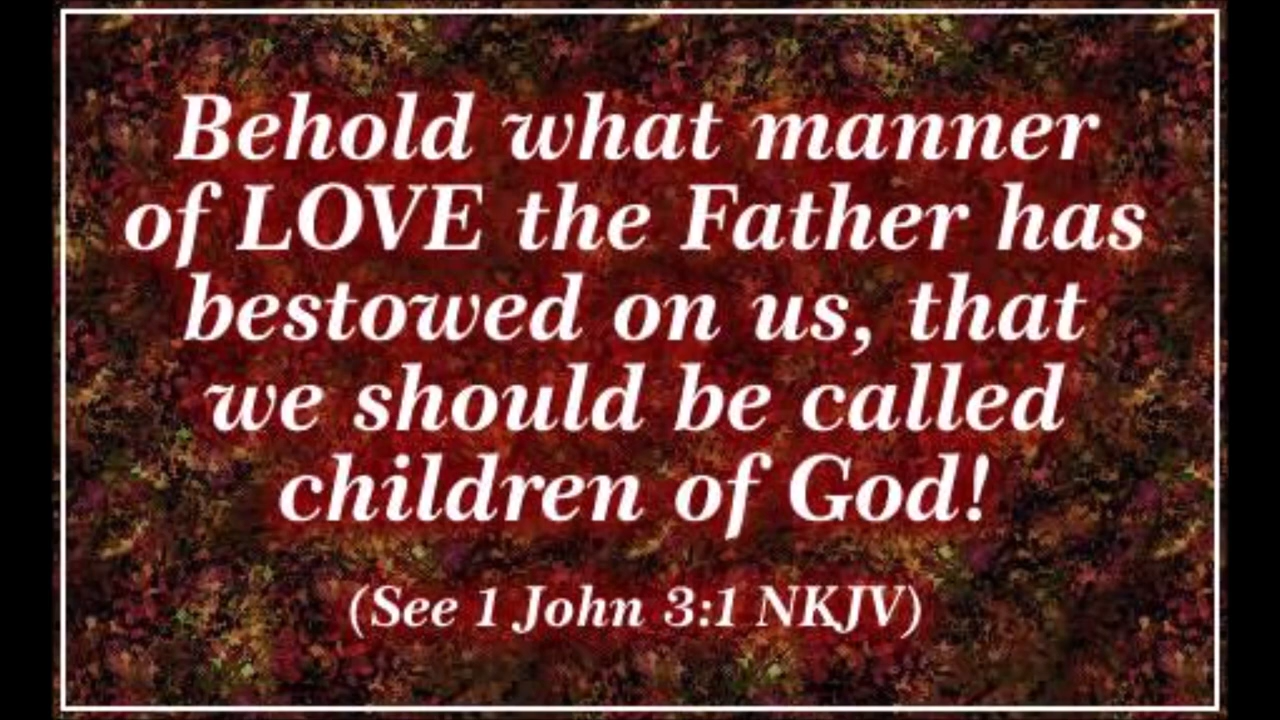 Behold what manner
of LOVE the Father has
bestowed on us, that
we should be called
children of God!
(See 1 John 3:1 NKJV)